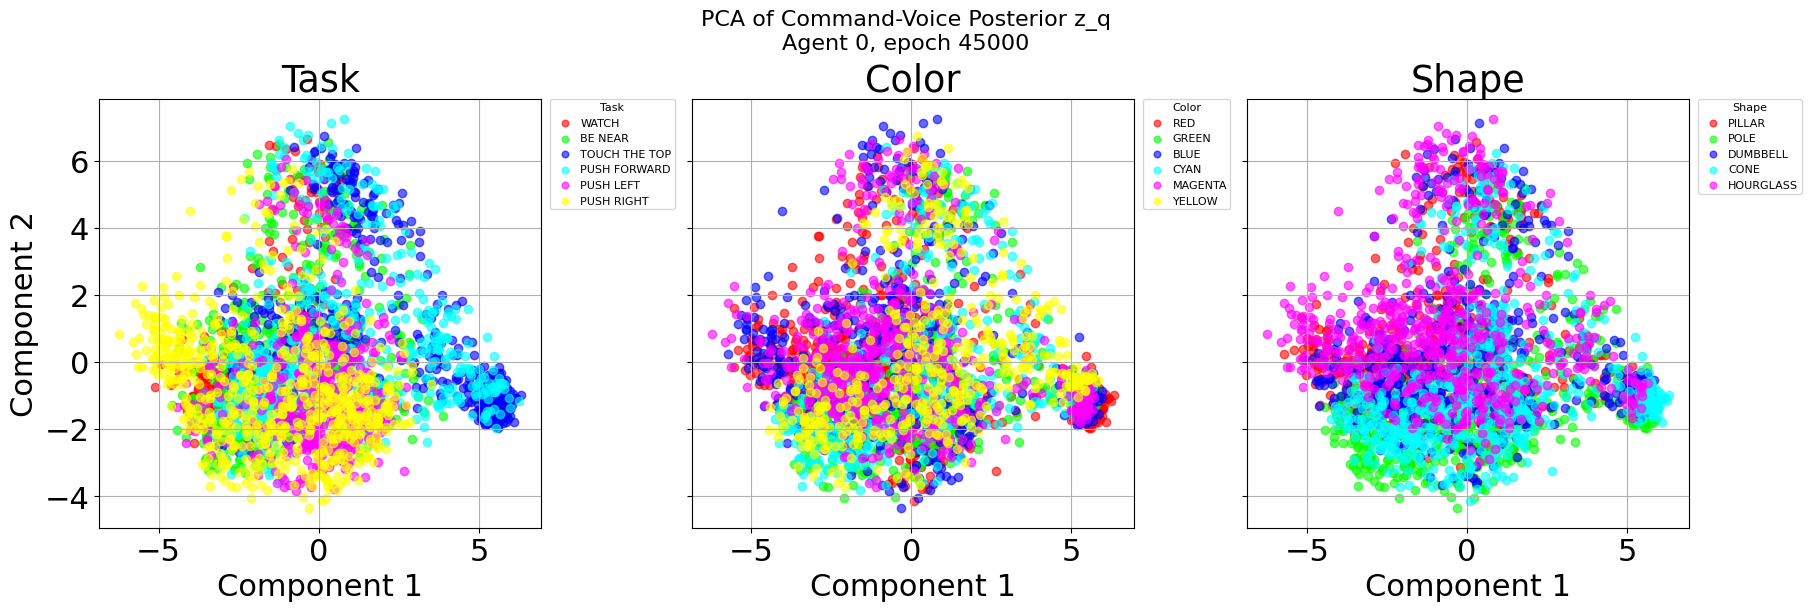 PCA of Command-Voice Posterior z_q
Agent 0, epoch 45000
Task
Component 2
6
4
2
0
−2
−4
−5 0 5
Component 1
Task
WATCH
BE NEAR
TOUCH THE TOP
PUSH FORWARD
PUSH LEFT
PUSH RIGHT
Color
−5 0 5
Component 1
Color
RED
GREEN
BLUE
CYAN
MAGENTA
YELLOW
Shape
−5 0 5
Component 1
Shape
PILLAR
POLE
DUMBBELL
CONE
HOURGLASS